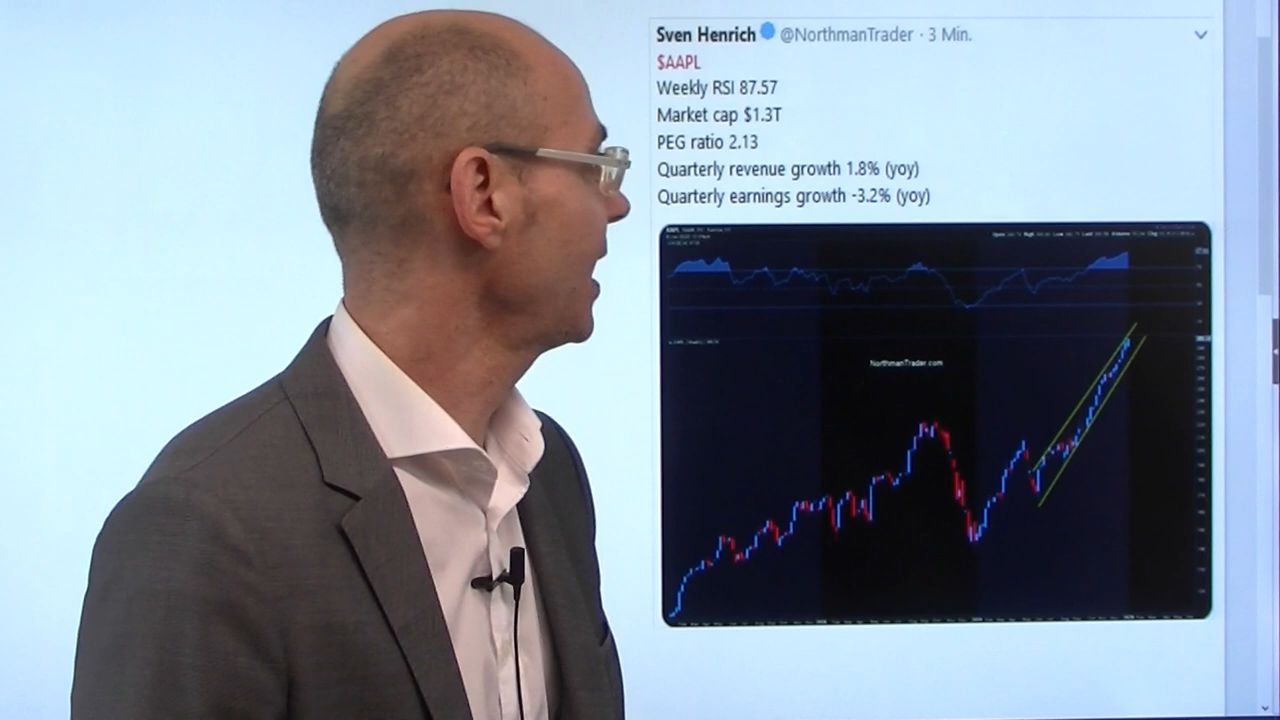 Sven Henrich @NorthmanTrader · 3 Min.
$AAPL
Weekly RSI 87.57
Market cap $1.3T
PEG ratio 2.13
Quarterly revenue growth 1.8% (yoy)
Quarterly earnings growth -3.2% (yoy)
NorthmanTrader.com